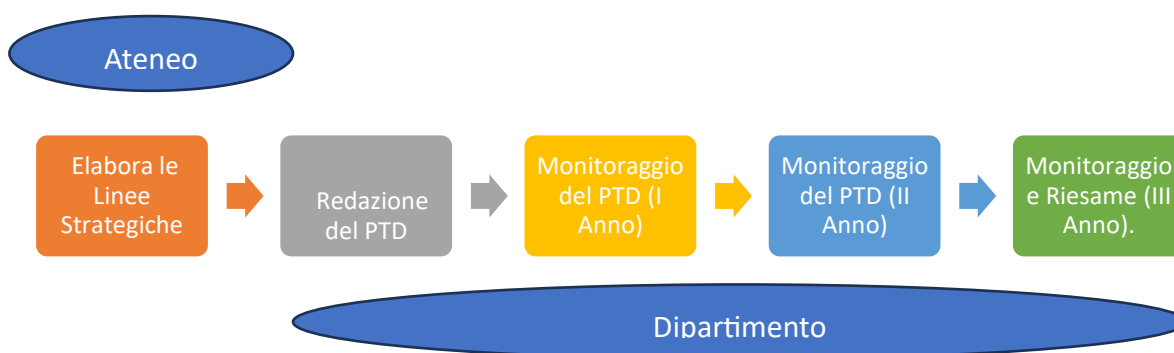 Ateneo
Elabora le
Linee
Strategiche
Redazione
del PTD
Monitoraggio
del PTD (I
Anno)
Monitoraggio
del PTD (II
Anno)
Monitoraggio
e Riesame (III
Anno).
Dipartimento